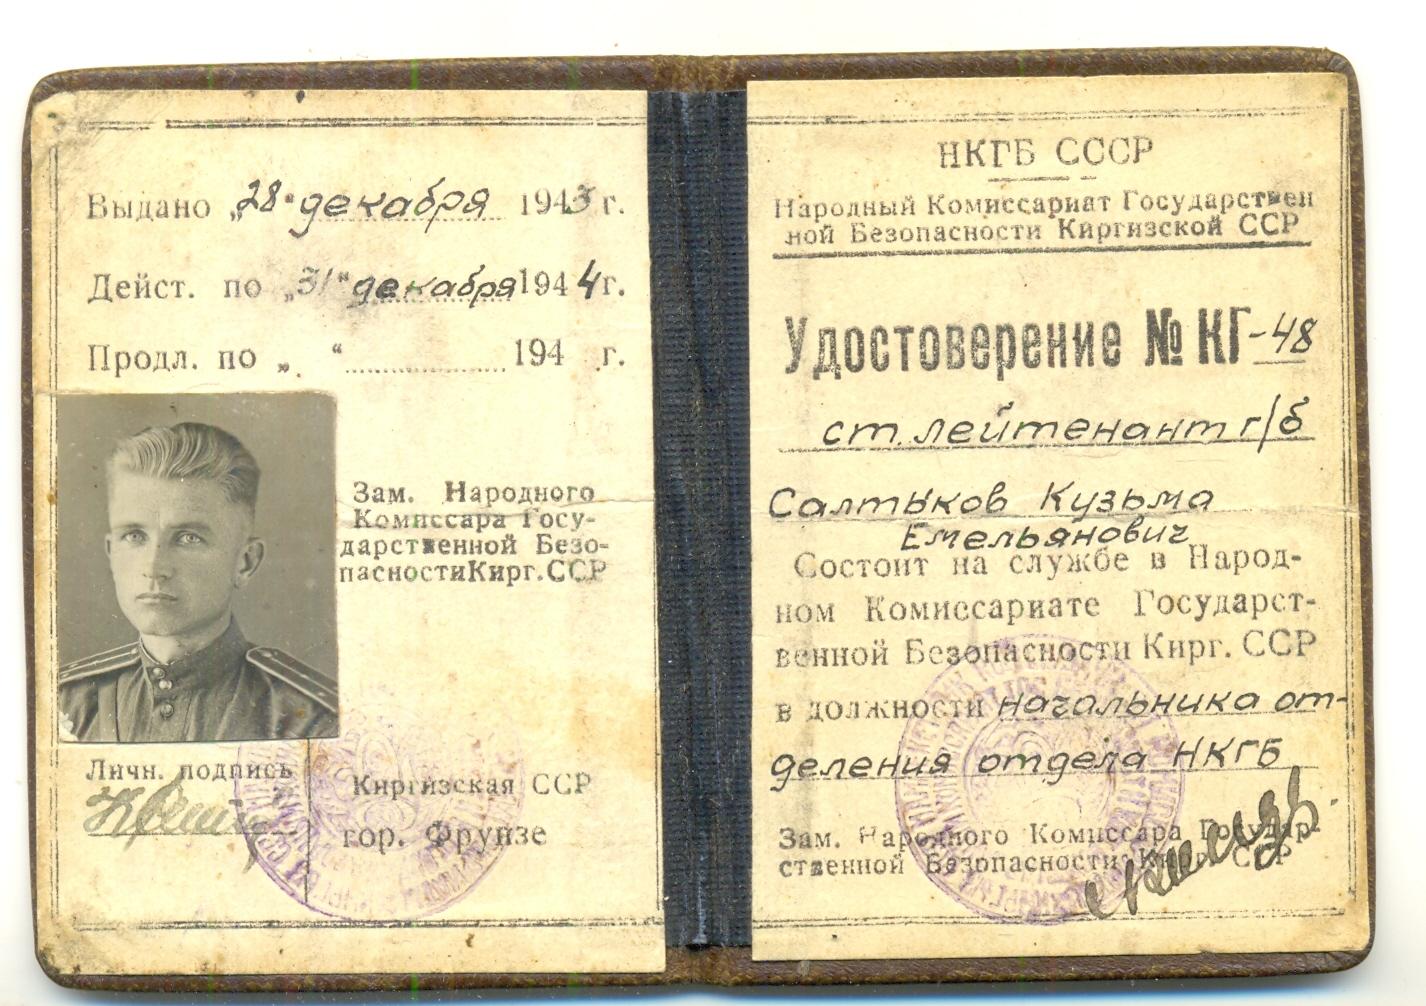 Выдано „28“ декабря 1943 г.
Дейст. по „31“ декабря 1944 г.
Продл. по „ “ 194 г.
Зам. Народного
Комиссара Госу-
дарственной Безо-
пасности Кирг. ССР
Личн. подпись
Киргизская ССР
гор. Фрунзе
НКГБ СССР
Народный Комиссариат Государствен
ной Безопасности Киргизской ССР
Удостоверение № КГ-48
ст. лейтенант г/б
Салтыков Кузьма
Емельянович
Состоит на службе в Народ-
ном Комиссариате Государст-
венной Безопасности Кирг. ССР
в должности начальника от-
деления отдела НКГБ
Зам. Народного Комиссара Государ-
ственной Безопасности Кирг. ССР